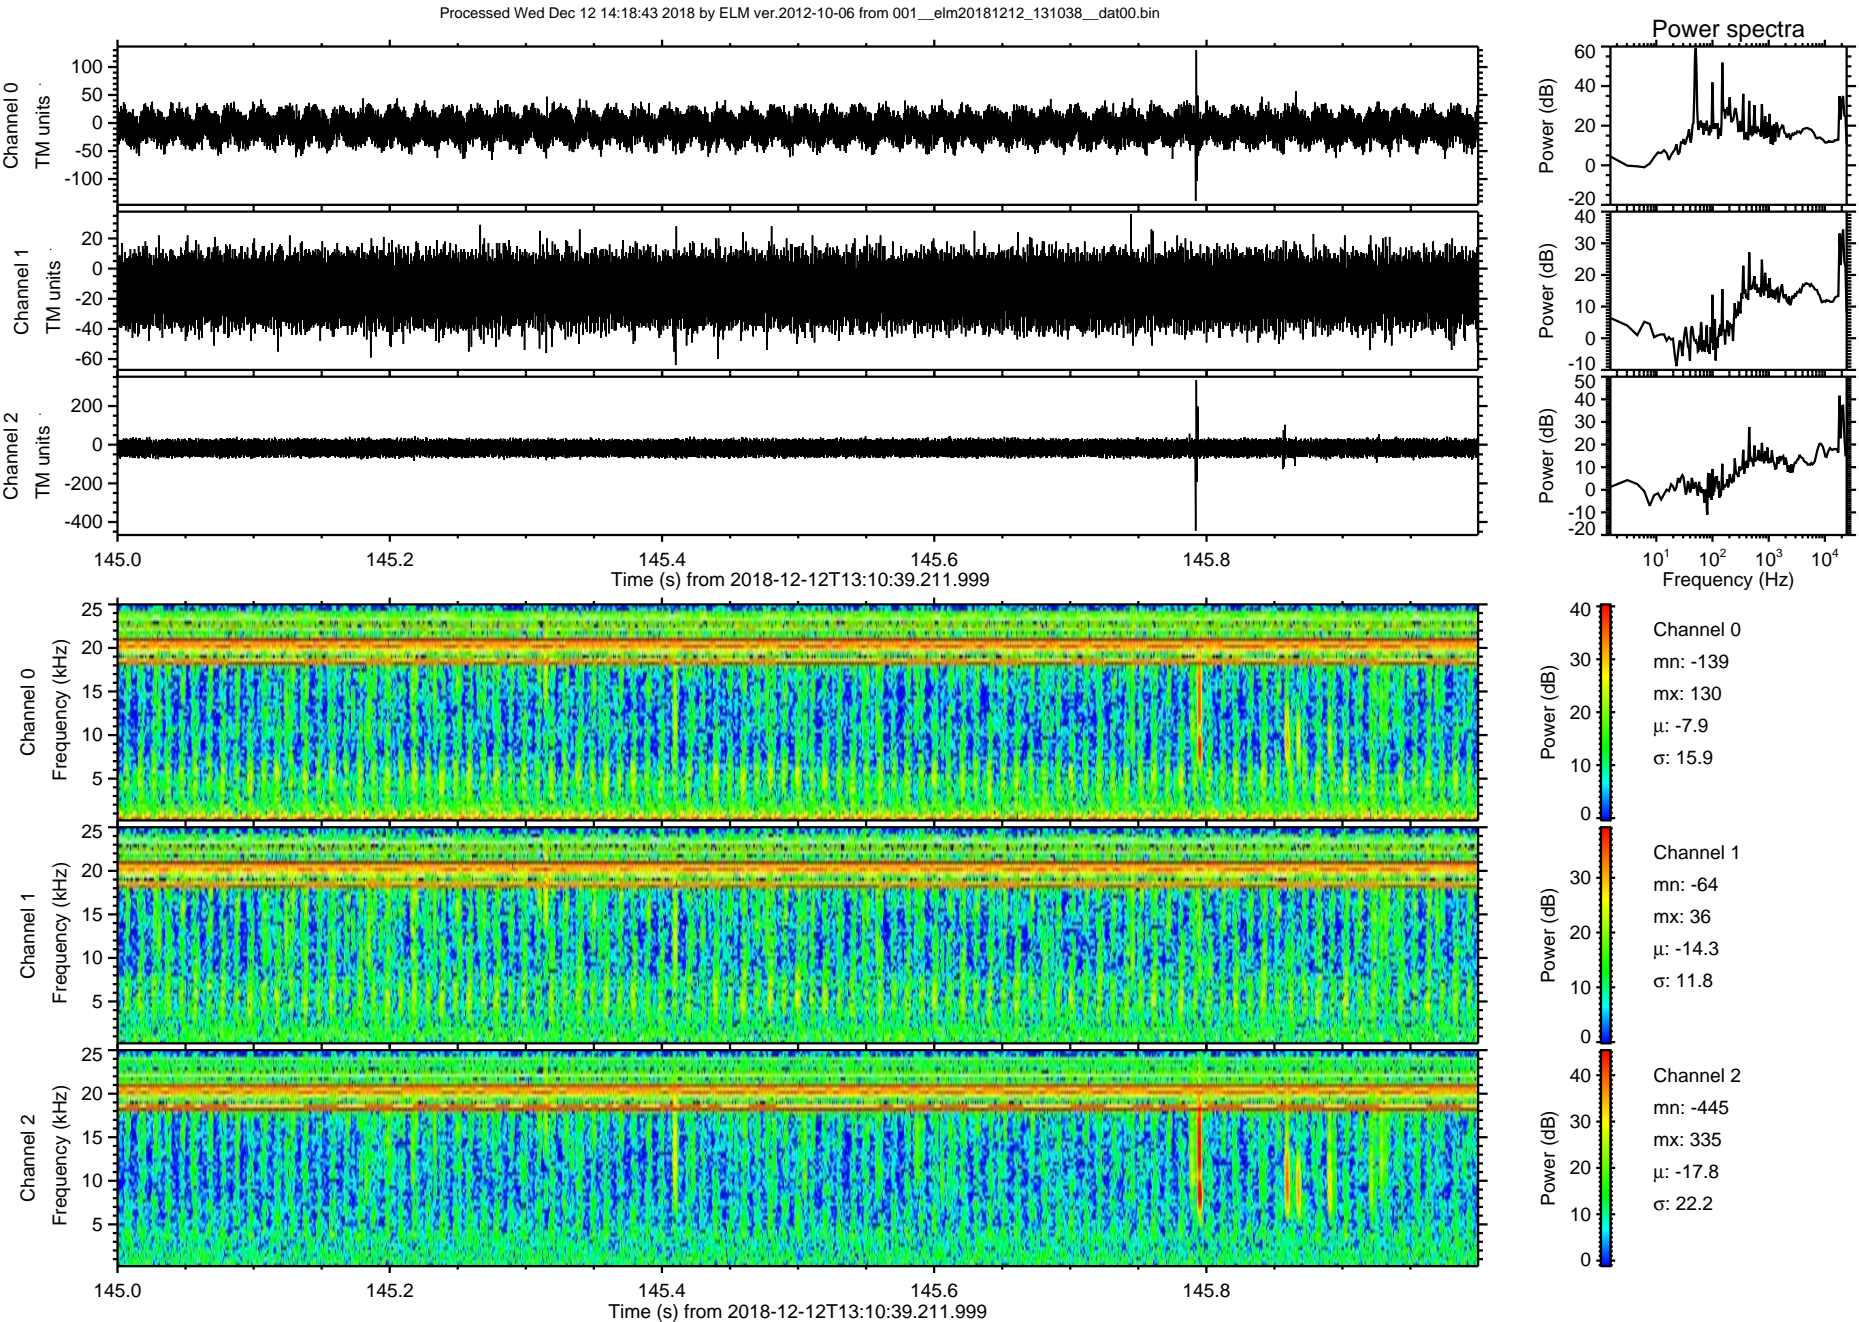 Processed Wed Dec 12 14:18:43 2018 by ELM ver.2012-10-06 from 001__elm20181212_131038__dat00.bin
Power spectra
Channel 0
TM units
100
50
0
-50
-100
Power (dB)
60
40
20
0
-20
Channel 1
TM units
20
0
-20
-40
-60
Power (dB)
40
30
20
10
0
-10
Channel 2
TM units
200
0
-200
-400
Power (dB)
50
40
30
20
10
0
-10
-20
145.0 145.2 145.4 145.6 145.8
Time (s) from 2018-12-12T13:10:39.211.999
10¹ 10² 10³ 10⁴
Frequency (Hz)
Channel 0
Frequency (kHz)
25
20
15
10
5
Power (dB)
40
30
20
10
0
Channel 0
mn: -139
mx: 130
μ: -7.9
σ: 15.9
Channel 1
Frequency (kHz)
25
20
15
10
5
Power (dB)
30
20
10
0
Channel 1
mn: -64
mx: 36
μ: -14.3
σ: 11.8
Channel 2
Frequency (kHz)
25
20
15
10
5
Power (dB)
40
30
20
10
0
Channel 2
mn: -445
mx: 335
μ: -17.8
σ: 22.2
145.0 145.2 145.4 145.6 145.8
Time (s) from 2018-12-12T13:10:39.211.999